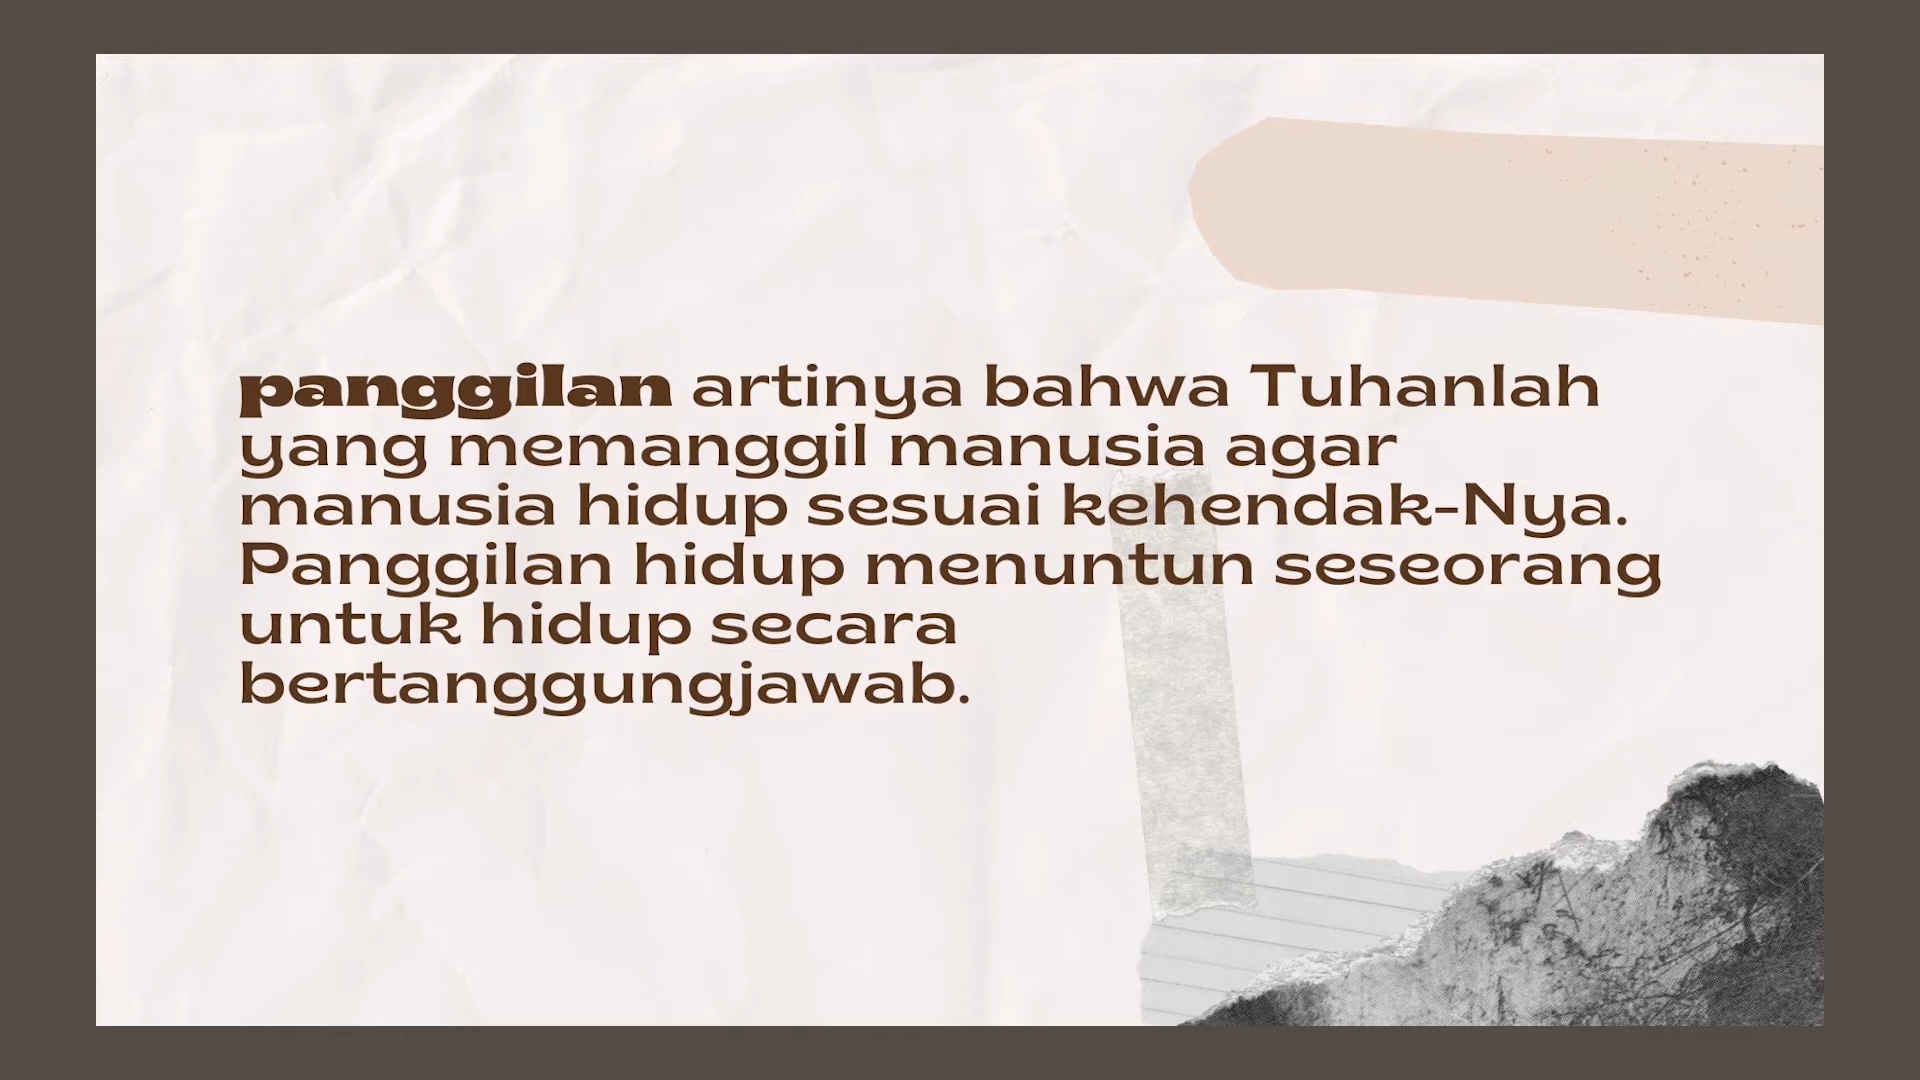 panggilan artinya bahwa Tuhanlah
yang memanggil manusia agar
manusia hidup sesuai kehendak-Nya.
Panggilan hidup menuntun seseorang
untuk hidup secara
bertanggungjawab.